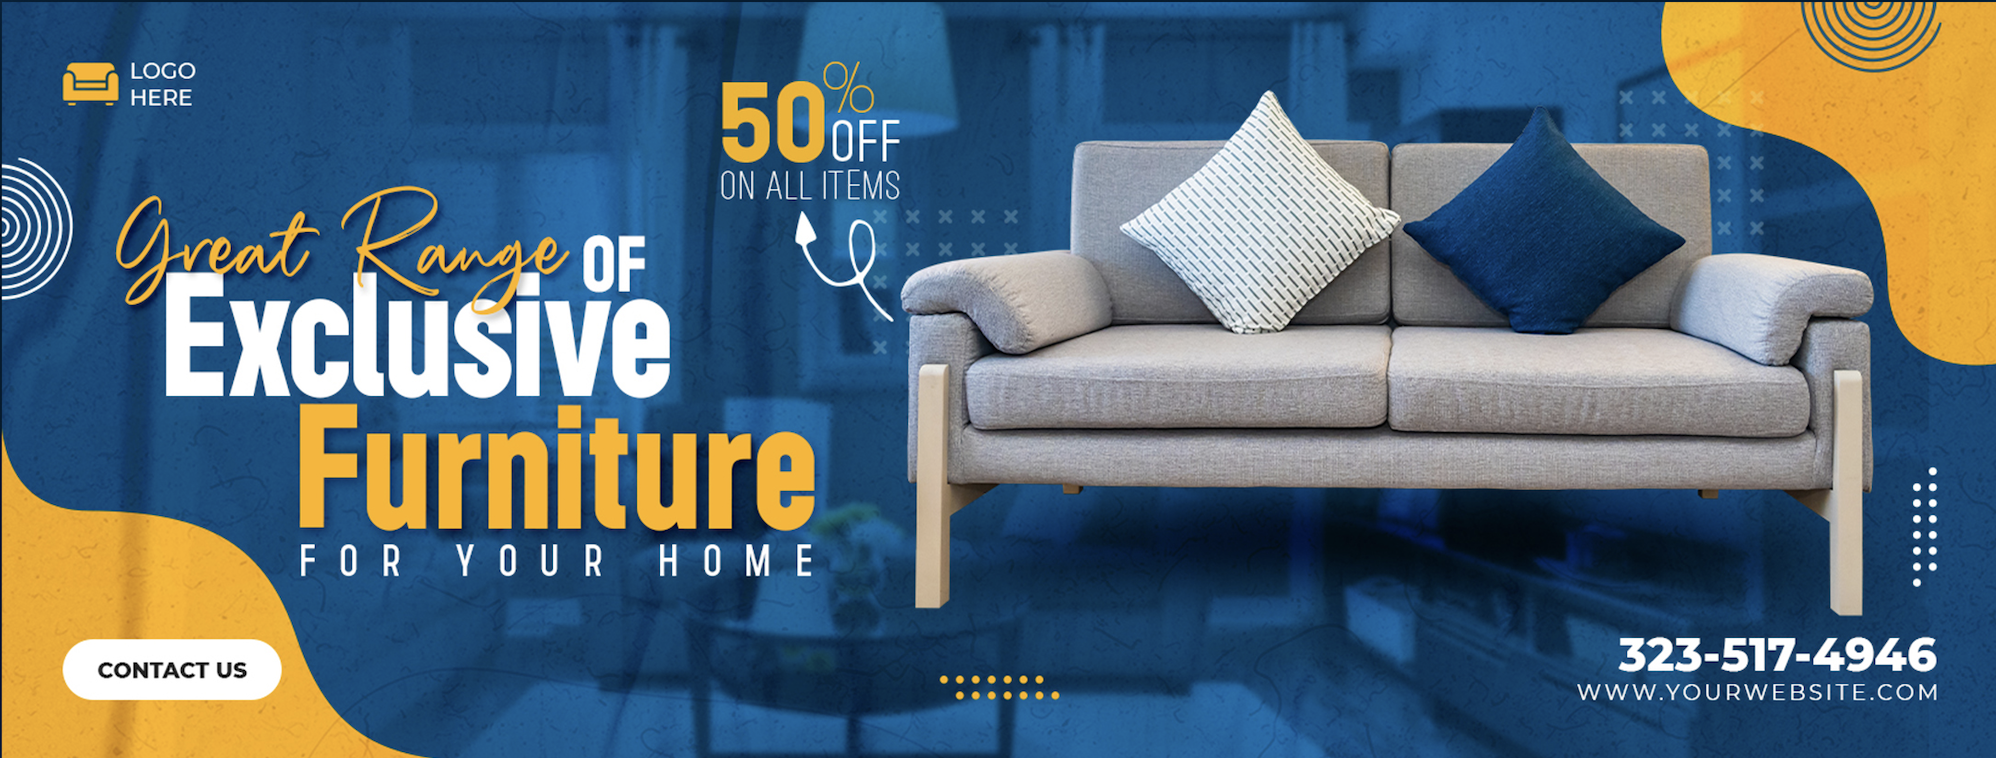 LOGO
HERE
50% OFF
ON ALL ITEMS
Great Range OF
Exclusive
Furniture
FOR YOUR HOME
CONTACT US
323-517-4946
WWW.YOURWEBSITE.COM